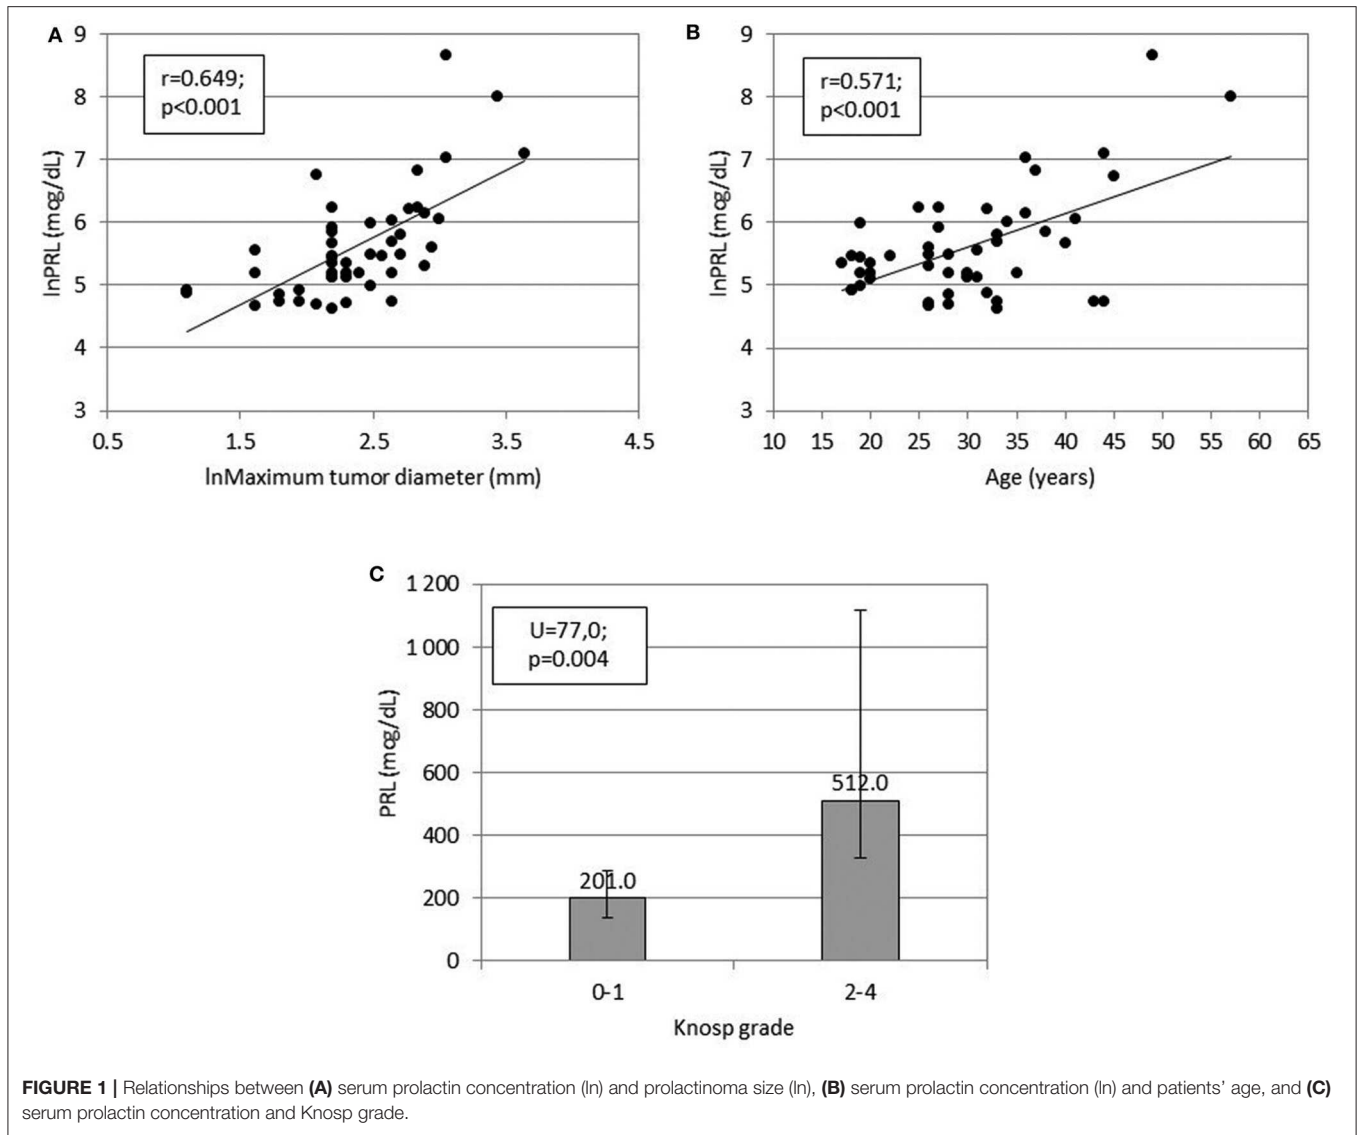 A
9
8
7
6
5
4
3
lnPRL (mog/dL)
r=0.649;
p<0.001
0.5 1.5 2.5 3.5 4.5
lnMaximum tumor diameter (mm)
B
9
8
7
6
5
4
3
lnPRL (mog/dL)
r=0.571;
p<0.001
10 15 20 25 30 35 40 45 50 55 60 65
Age (years)
C
1 200
1 000
800
600
400
200
0
PRL (mog/dL)
U=77,0;
p=0.004
201.0
512.0
0-1 2-4
Knosp grade
FIGURE 1 | Relationships between (A) serum prolactin concentration (ln) and prolactinoma size (ln), (B) serum prolactin concentration (ln) and patients' age, and (C)
serum prolactin concentration and Knosp grade.